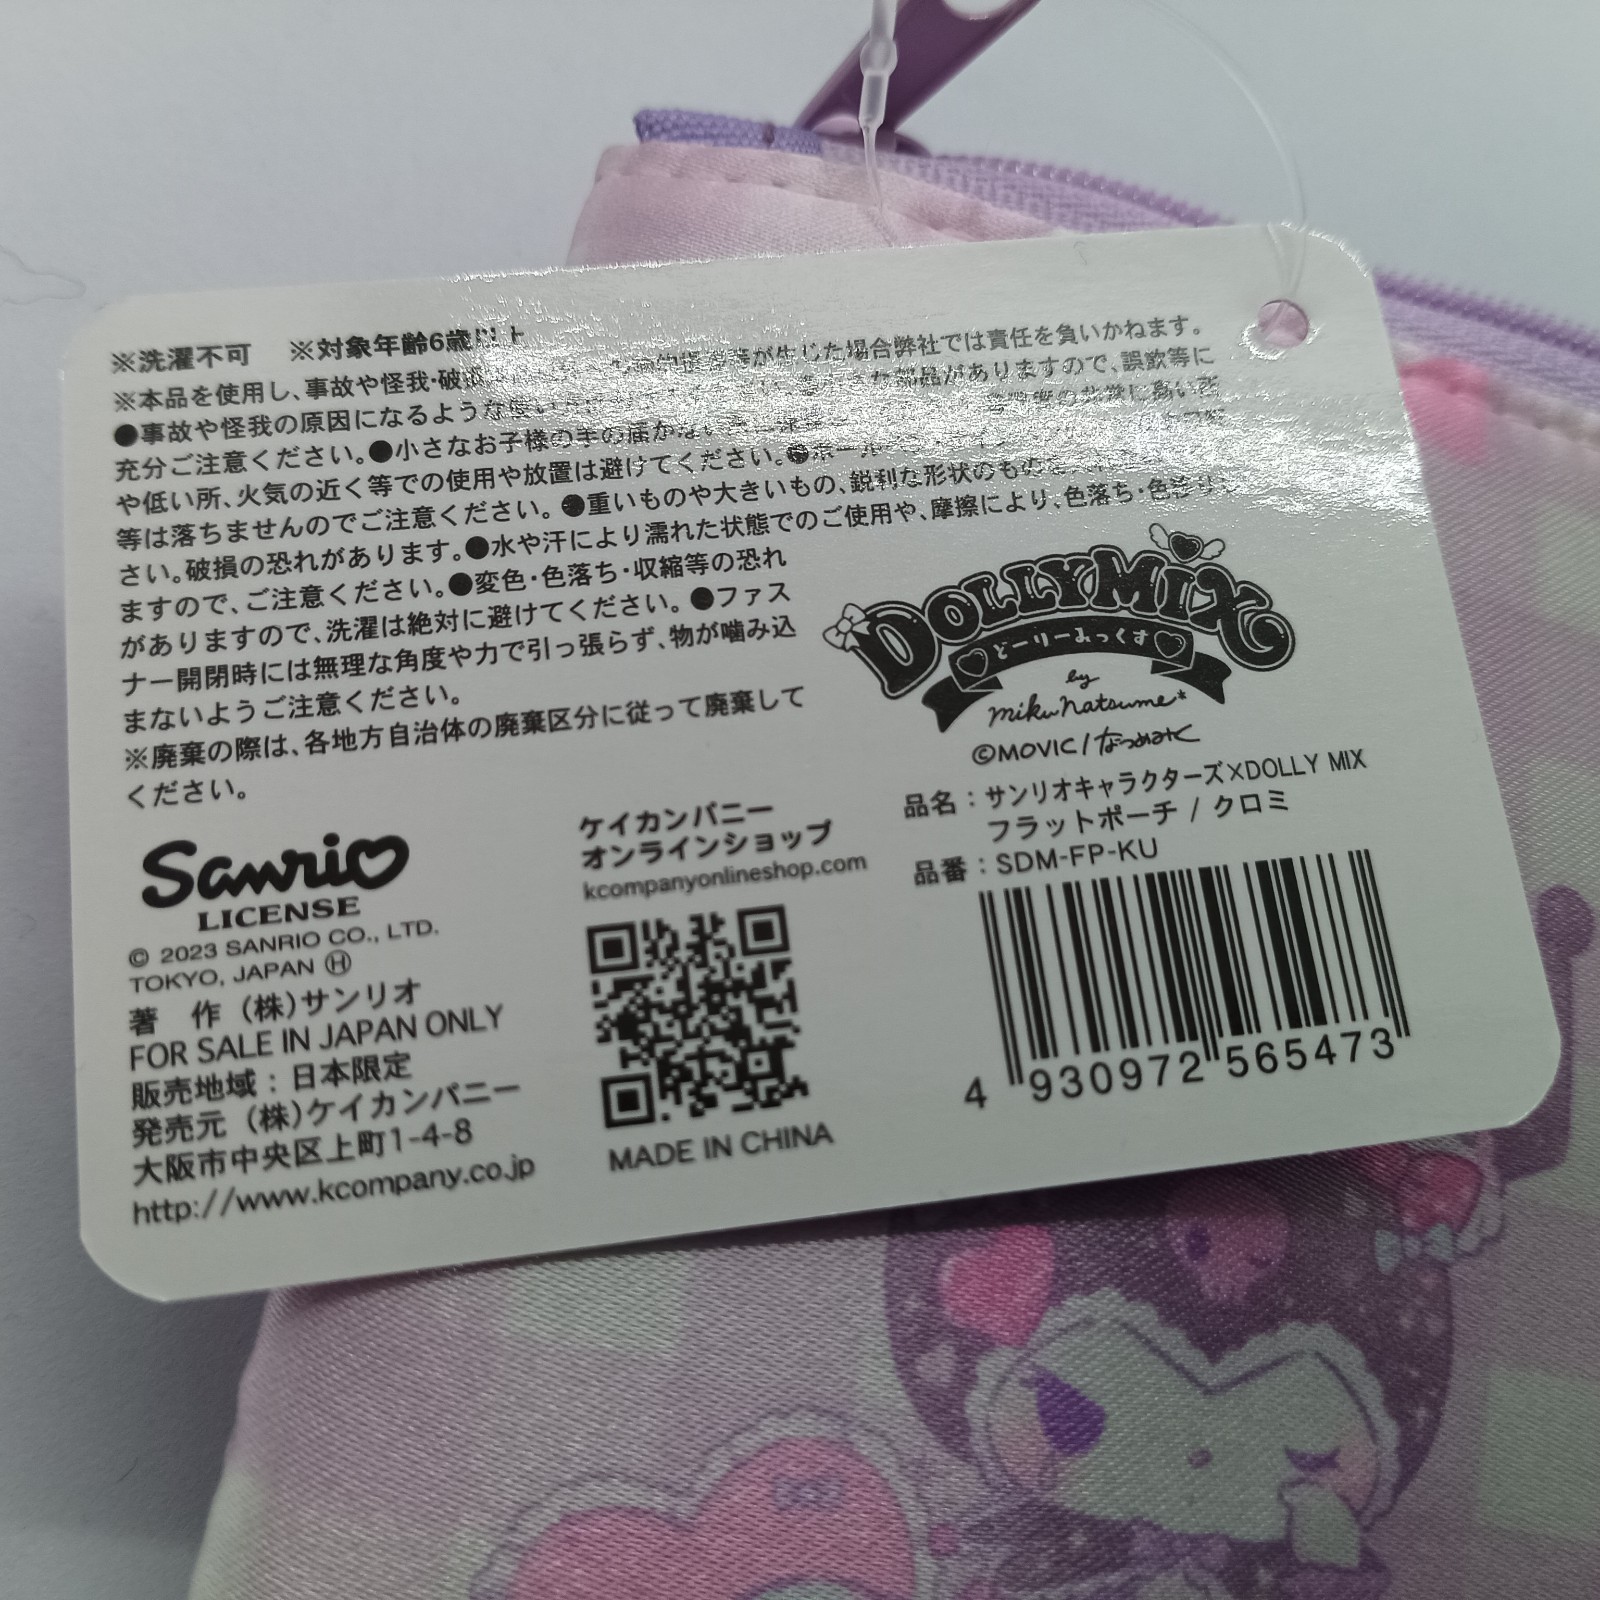 ※洗濯不可　※対象年齢6歳以上
※本品を使用し、事故や怪我・破損 が生じた場合弊社では責任を負いかねます。
●事故や怪我の原因になるような 部品がありますので、誤飲等に
充分ご注意ください。●小さなお子様の手の届かない 高い所
や低い所、火気の近く等での使用や放置は避けてください。
等は落ちませんのでご注意ください。●重いものや大きいもの、鋭利な形状のものを
さい。破損の恐れがあります。●水や汗により濡れた状態でのご使用や、摩擦により、色落ち・色移り
ますので、ご注意ください。●変色・色落ち・収縮等の恐れ
がありますので、洗濯は絶対に避けてください。●ファス
ナー開閉時には無理な角度や力で引っ張らず、物が噛み込
まないようご注意ください。
※廃棄の際は、各地方自治体の廃棄区分に従って廃棄して
ください。
DOLLYMIX
どーりーみっくす
by
miku natsume*
©MOVIC/なつめみく
品名：サンリオキャラクターズ×DOLLY MIX
フラットポーチ / クロミ
品番：SDM-FP-KU
4 930972 565473
ケイカンパニー
オンラインショップ
kcompanyonlineshop.com
MADE IN CHINA
Sanrio
LICENSE
© 2023 SANRIO CO., LTD.
TOKYO, JAPAN Ⓗ
著　作 (株)サンリオ
FOR SALE IN JAPAN ONLY
販売地域：日本限定
発売元 (株)ケイカンパニー
大阪市中央区上町1-4-8
http://www.kcompany.co.jp